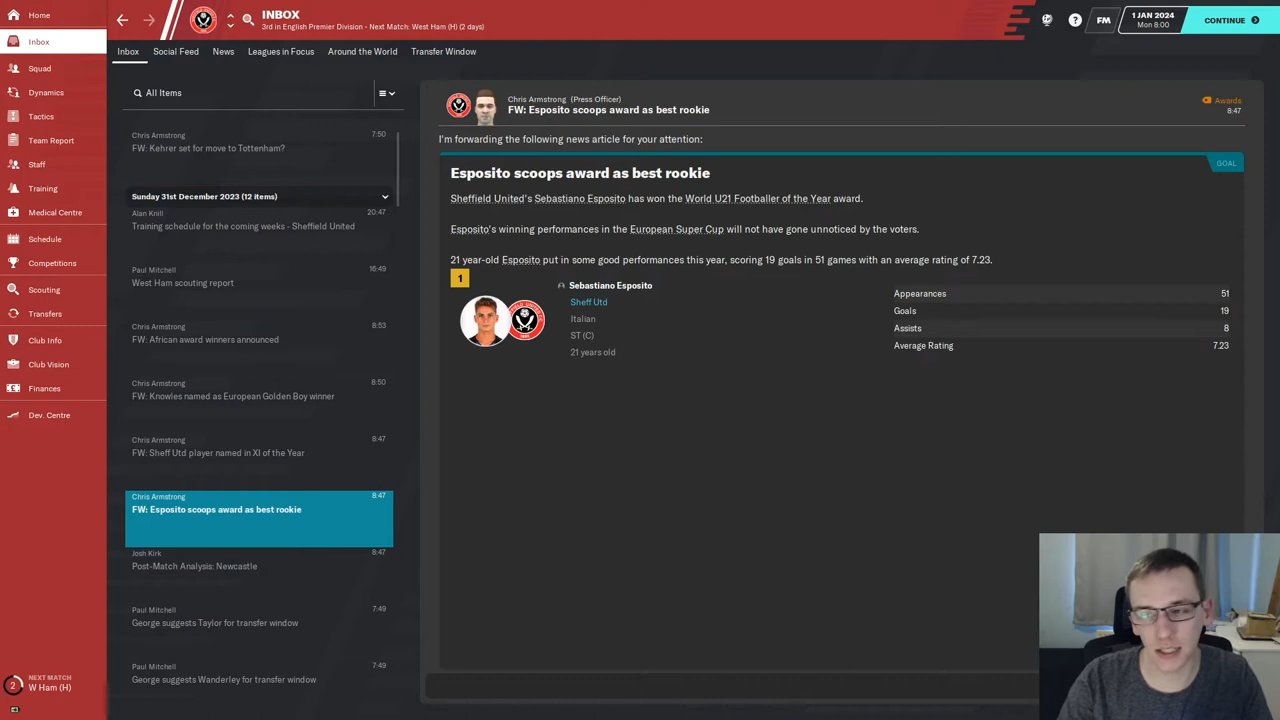 Home
Inbox
Squad
Dynamics
Tactics
Team Report
Staff
Training
Medical Centre
Schedule
Competitions
Scouting
Transfers
Club Info
Club Vision
Finances
Dev. Centre
2
NEXT MATCH
W Ham (H)
INBOX
3rd in English Premier Division - Next Match: West Ham (H) (2 days)
?
FM
1 JAN 2024
Mon 8:00
CONTINUE
Inbox Social Feed News Leagues in Focus Around the World Transfer Window
All Items
Chris Armstrong 7:50
FW: Kehrer set for move to Tottenham?
Sunday 31st December 2023 (12 items)
Alan Knill 20:47
Training schedule for the coming weeks - Sheffield United
Paul Mitchell 16:49
West Ham scouting report
Chris Armstrong 8:53
FW: African award winners announced
Chris Armstrong 8:50
FW: Knowles named as European Golden Boy winner
Chris Armstrong 8:47
FW: Sheff Utd player named in XI of the Year
Chris Armstrong 8:47
FW: Esposito scoops award as best rookie
Josh Kirk 8:47
Post-Match Analysis: Newcastle
Paul Mitchell 7:49
George suggests Taylor for transfer window
Paul Mitchell 7:49
George suggests Wanderley for transfer window
Chris Armstrong (Press Officer)
FW: Esposito scoops award as best rookie
Awards
8:47
I'm forwarding the following news article for your attention:
GOAL
Esposito scoops award as best rookie
Sheffield United's Sebastiano Esposito has won the World U21 Footballer of the Year award.
Esposito's winning performances in the European Super Cup will not have gone unnoticed by the voters.
21 year-old Esposito put in some good performances this year, scoring 19 goals in 51 games with an average rating of 7.23.
1
Sebastiano Esposito
Sheff Utd
Italian
ST (C)
21 years old
Appearances 51
Goals 19
Assists 8
Average Rating 7.23